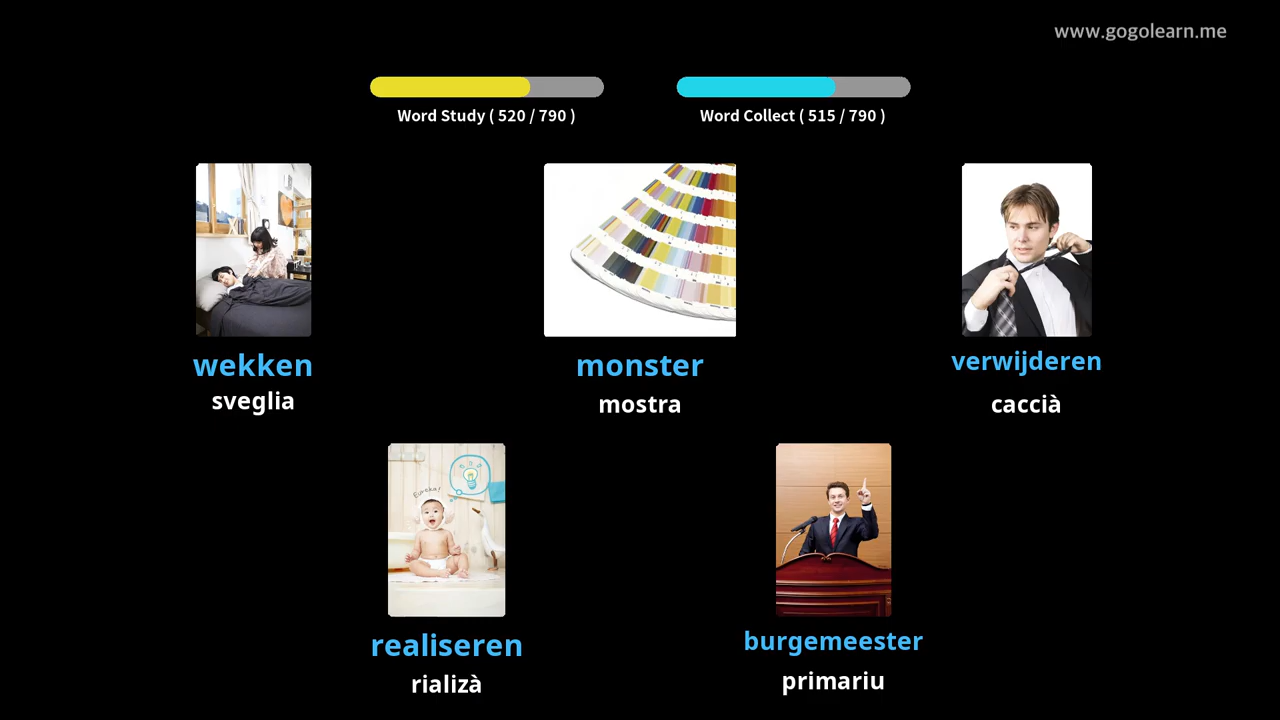 www.gogolearn.me
Word Study ( 520 / 790 )
Word Collect ( 515 / 790 )
wekken
sveglia
monster
mostra
verwijderen
caccià
Eureka!
realiseren
rializà
burgemeester
primariu